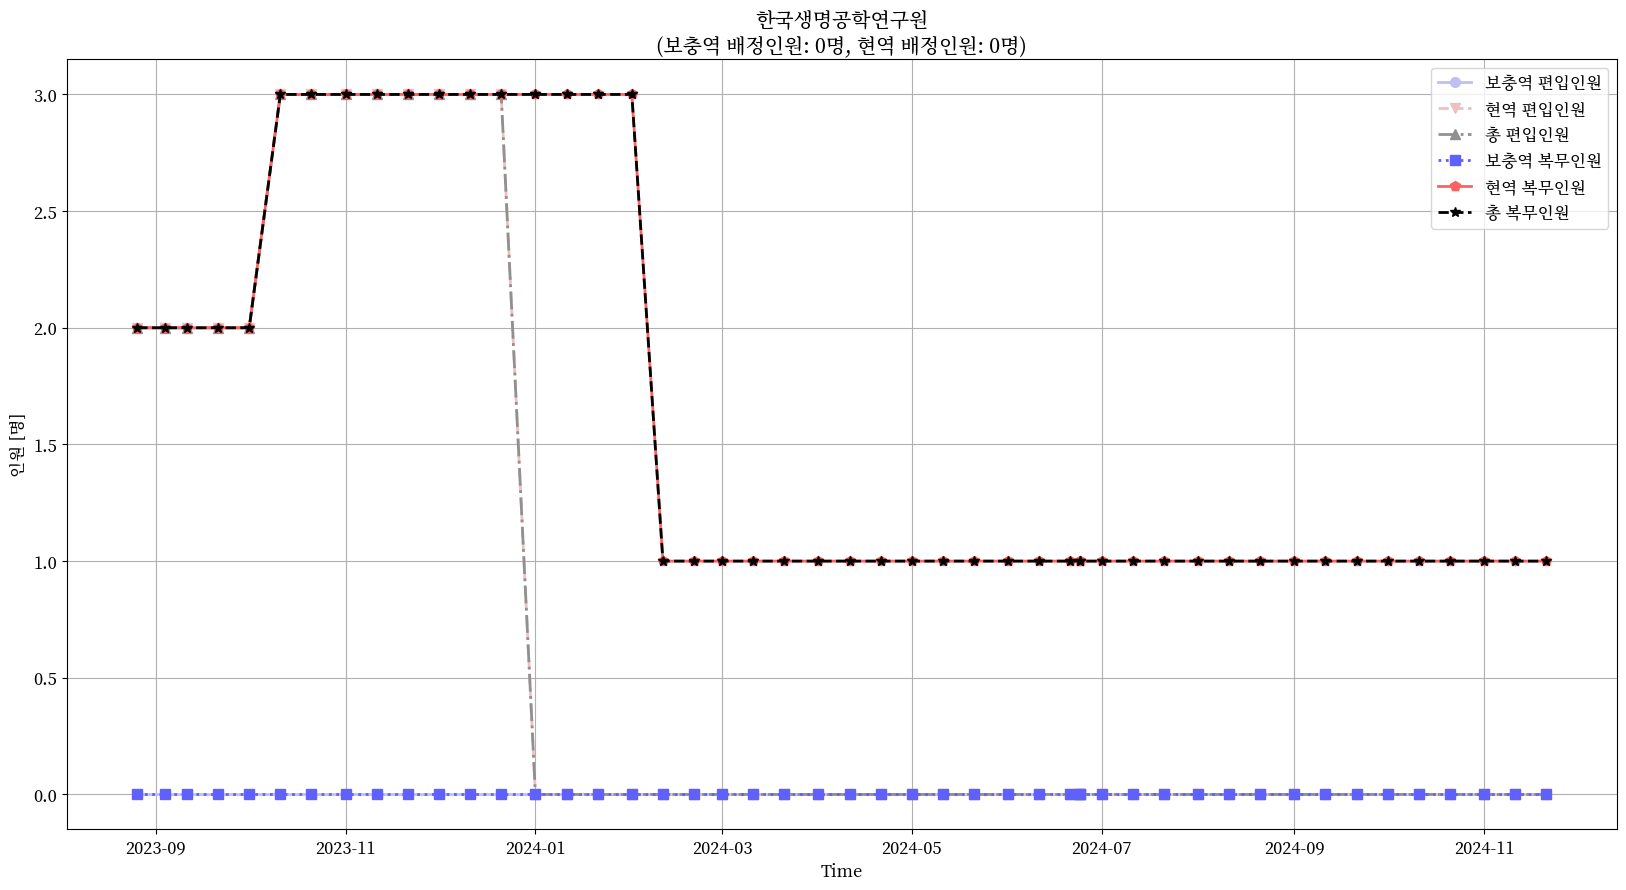 한국생명공학연구원
(보충역 배정인원: 0명, 현역 배정인원: 0명)
보충역 편입인원
현역 편입인원
총 편입인원
보충역 복무인원
현역 복무인원
총 복무인원
인원 [명]
3.0
2.5
2.0
1.5
1.0
0.5
0.0
2023-09
2023-11
2024-01
2024-03
2024-05
2024-07
2024-09
2024-11
Time